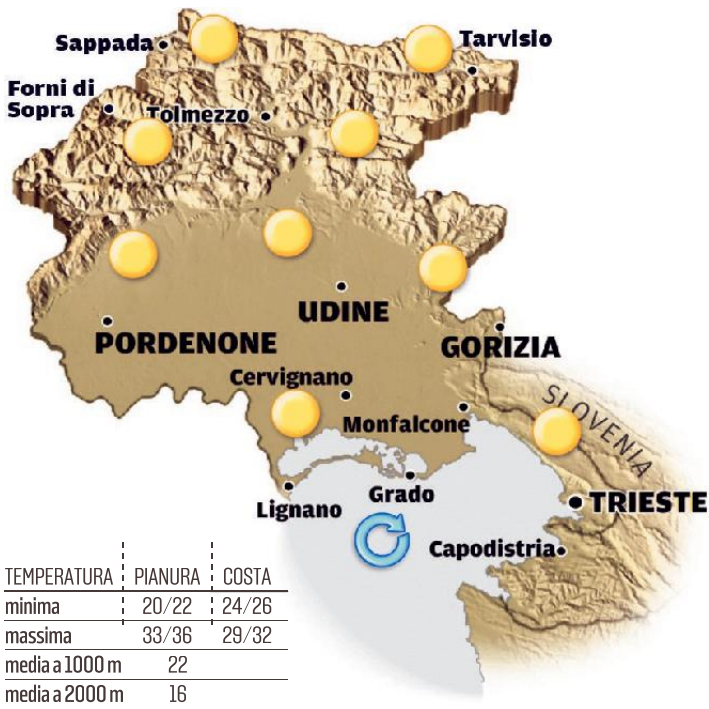 Sappada
Tarvisio
Forni di
Sopra
Tolmezzo
UDINE
PORDENONE
GORIZIA
Cervignano
SLOVENIA
Monfalcone
Grado
Lignano
TRIESTE
Capodistria
TEMPERATURA PIANURA COSTA
minima 20/22 24/26
massima 33/36 29/32
media a 1000 m 22
media a 2000 m 16